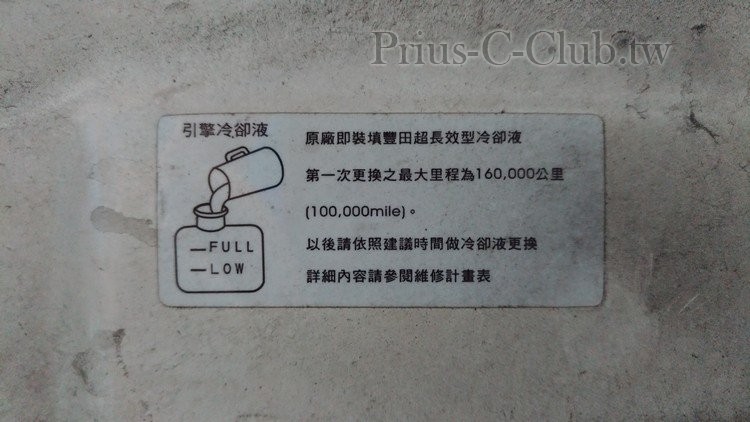 Prius-C-Club.tw
引擎冷卻液
FULL
LOW
原廠即裝填豐田超長效型冷卻液
第一次更換之最大里程為160,000公里
(100,000mile)。
以後請依照建議時間做冷卻液更換
詳細內容請參閱維修計畫表